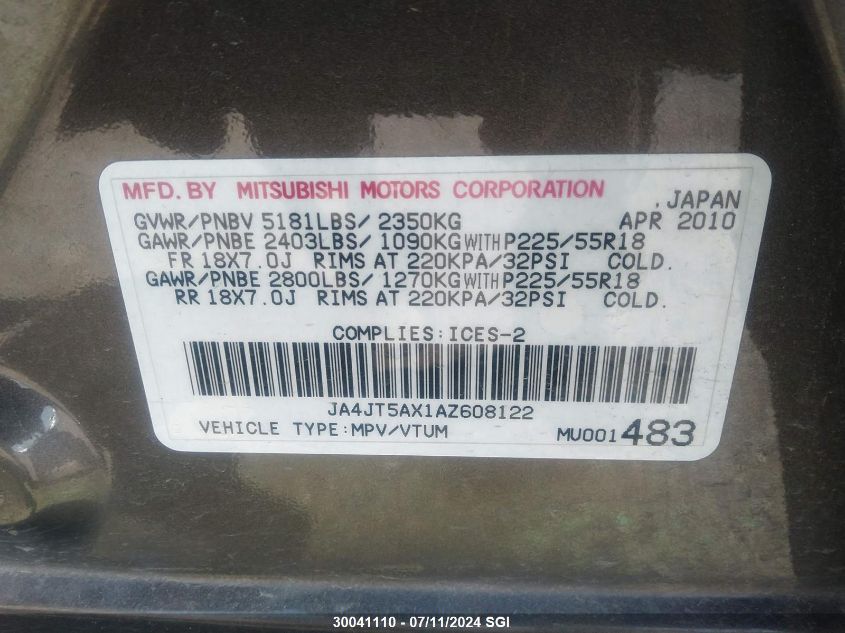 MFD. BY MITSUBISHI MOTORS CORPORATION
, JAPAN
GVWR/PNBV 5181LBS/ 2350KG APR 2010
GAWR/PNBE 2403LBS/ 1090KG WITH P225/55R18
FR 18X7.0J RIMS AT 220KPA/32PSI COLD.
GAWR/PNBE 2800LBS/ 1270KG WITH P225/55R18
RR 18X7.0J RIMS AT 220KPA/32PSI COLD.
COMPLIES:ICES-2
JA4JT5AX1AZ608122
VEHICLE TYPE:MPV/VTUM MU001483
30041110 - 07/11/2024 SGI